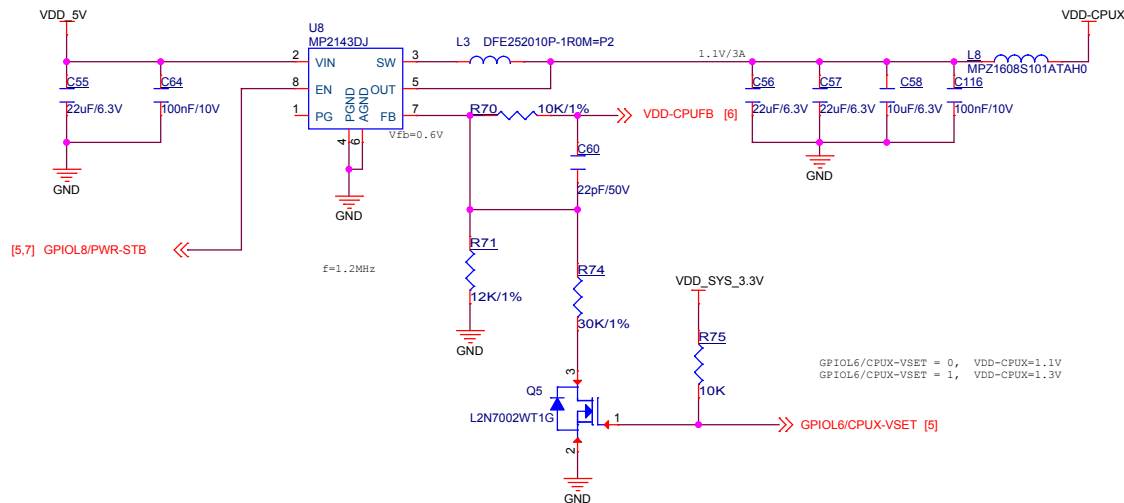 VDD_5V
U8
MP2143DJ
VDD-CPUX
2
VIN
SW
3
L3 DFE252010P-1R0M=P2
1.1V/3A
L8
MPZ1608S101ATAH0
C55
22uF/6.3V
C64
100nF/10V
8
EN
OUT
5
1
PG
PGND
AGND
FB
7
4
6
Vfb=0.6V
R70
10K/1%
VDD-CPUFB [6]
C56
22uF/6.3V
C57
22uF/6.3V
C58
10uF/6.3V
C116
100nF/10V
GND
GND
GND
C60
22pF/50V
[5,7] GPIOL8/PWR-STB
f=1.2MHz
R71
12K/1%
GND
R74
30K/1%
VDD_SYS_3.3V
R75
10K
GPIOL6/CPUX-VSET = 0, VDD-CPUX=1.1V
GPIOL6/CPUX-VSET = 1, VDD-CPUX=1.3V
3
Q5
L2N7002WT1G
1
GPIOL6/CPUX-VSET [5]
2
GND